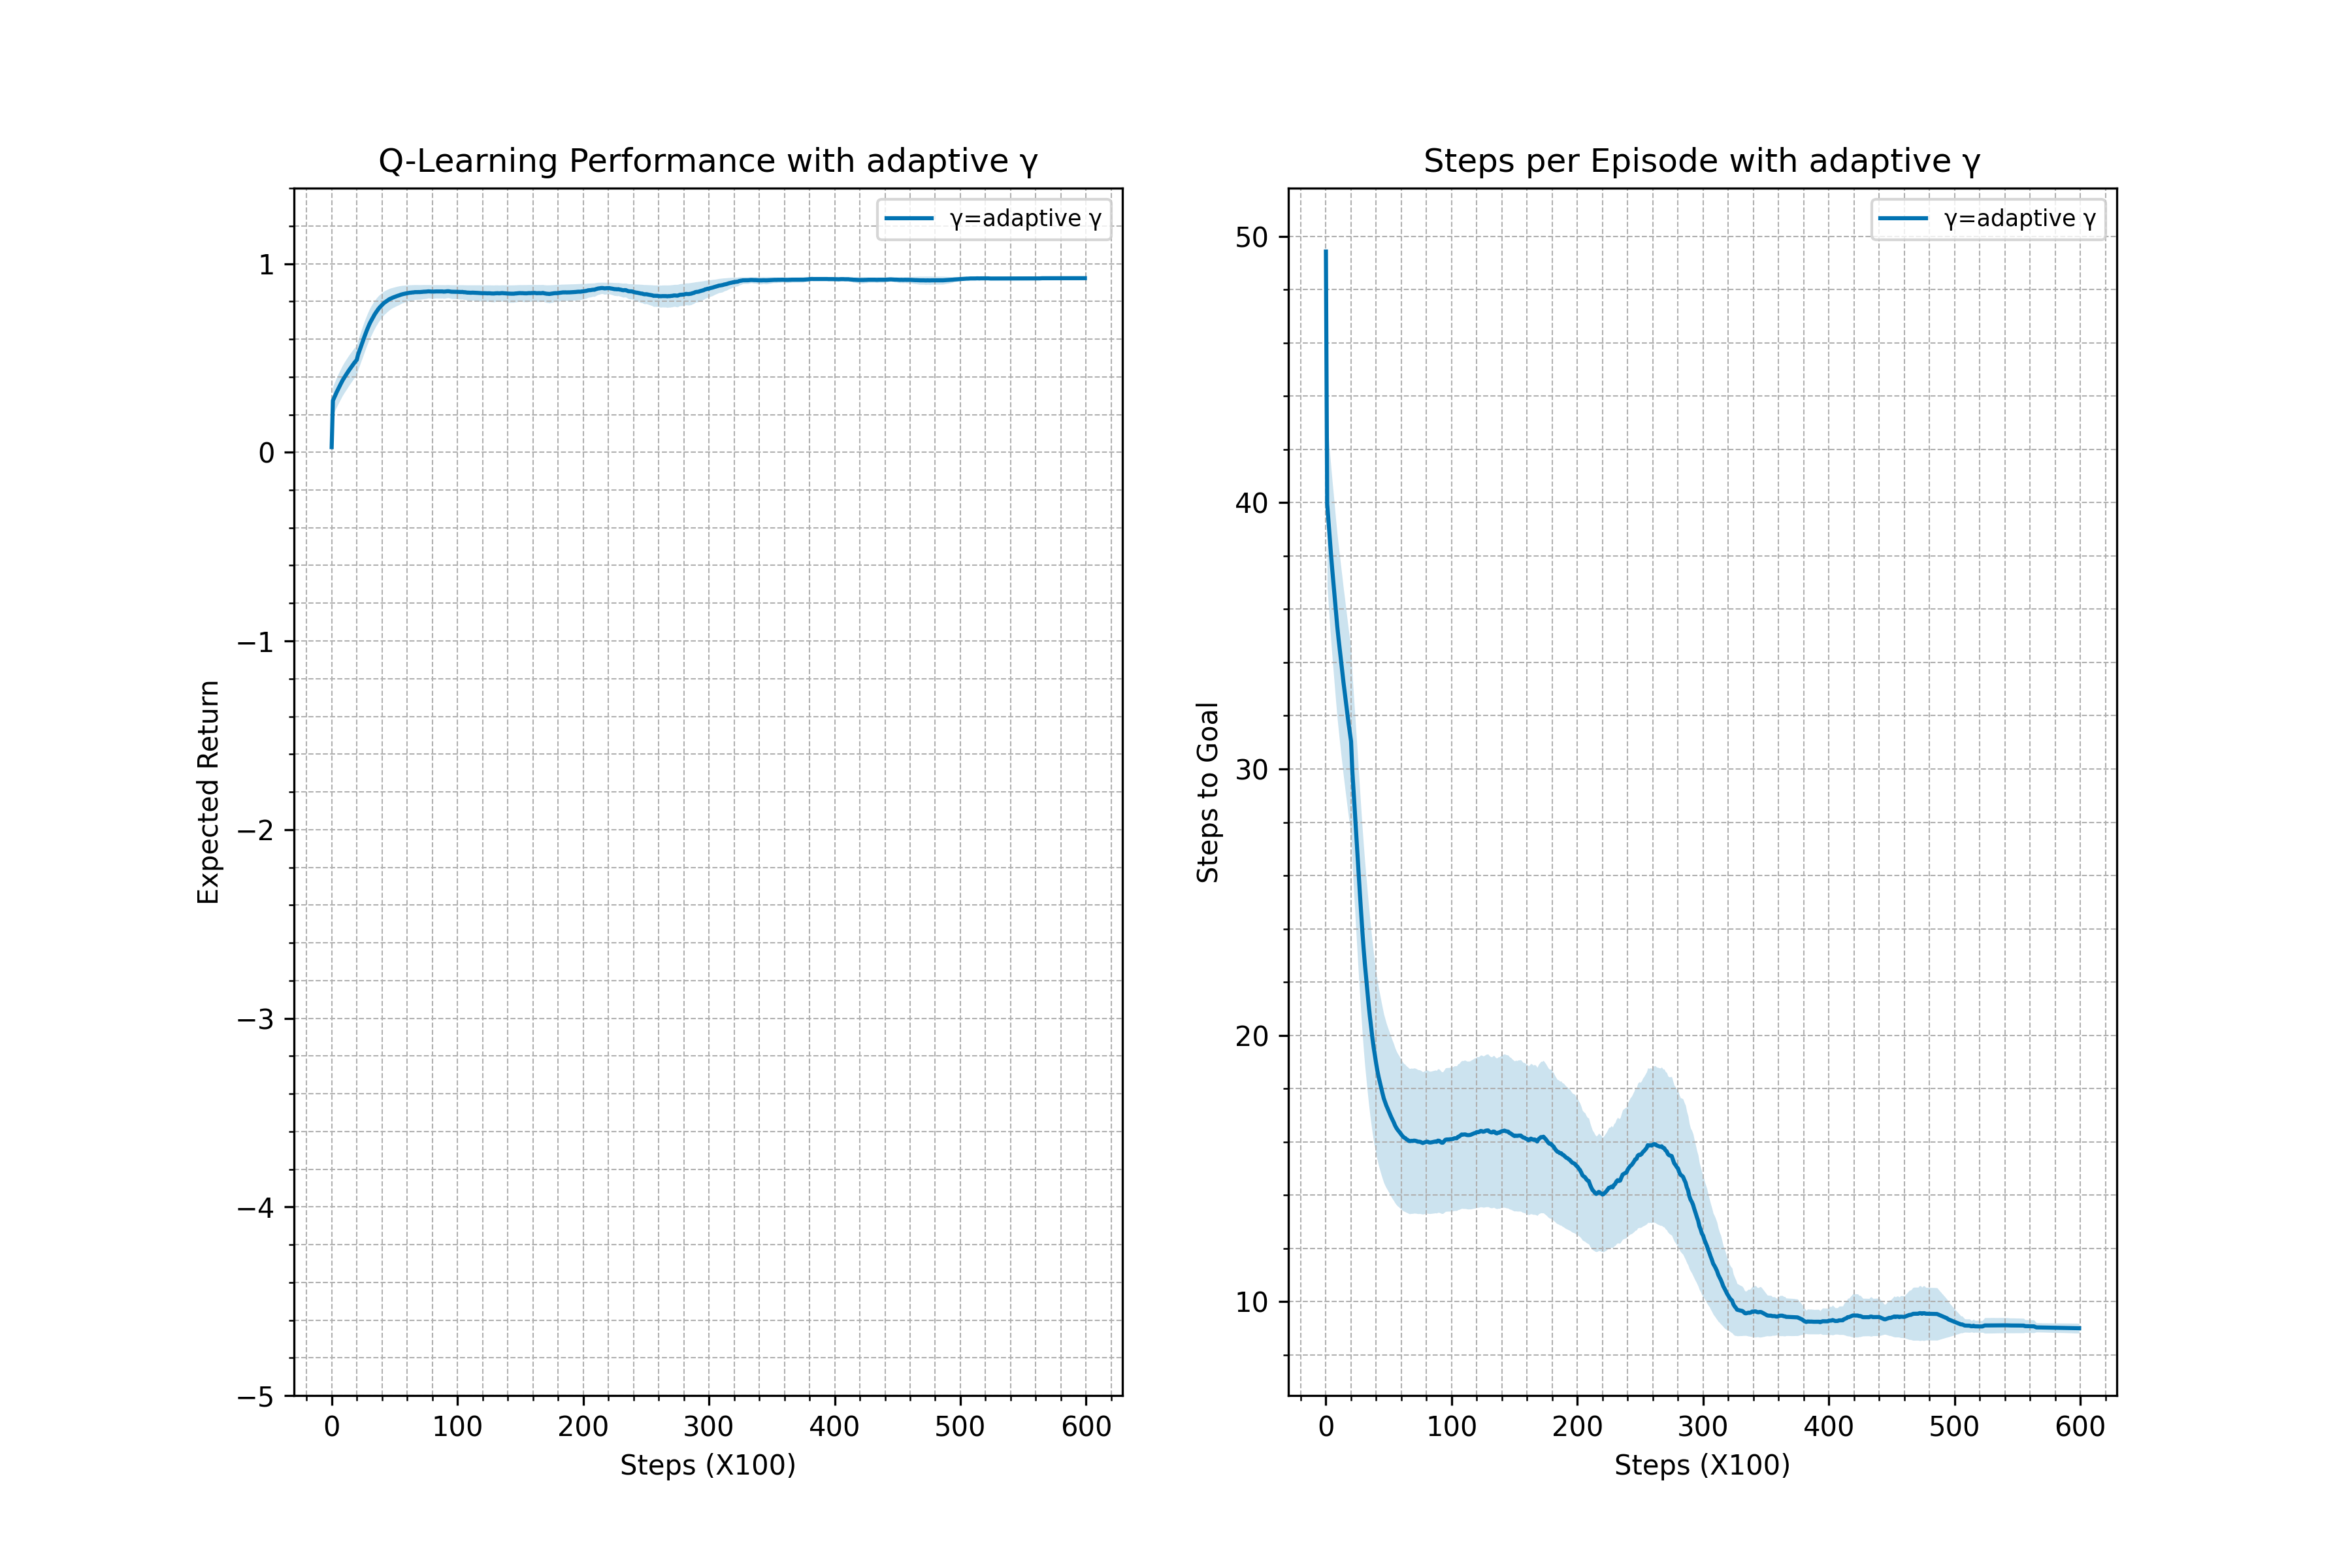 Q-Learning Performance with adaptive γ
γ=adaptive γ
1
0
−1
−2
−3
−4
−5
Expected Return
0 100 200 300 400 500 600
Steps (X100)
Steps per Episode with adaptive γ
γ=adaptive γ
50
40
30
20
10
Steps to Goal
0 100 200 300 400 500 600
Steps (X100)